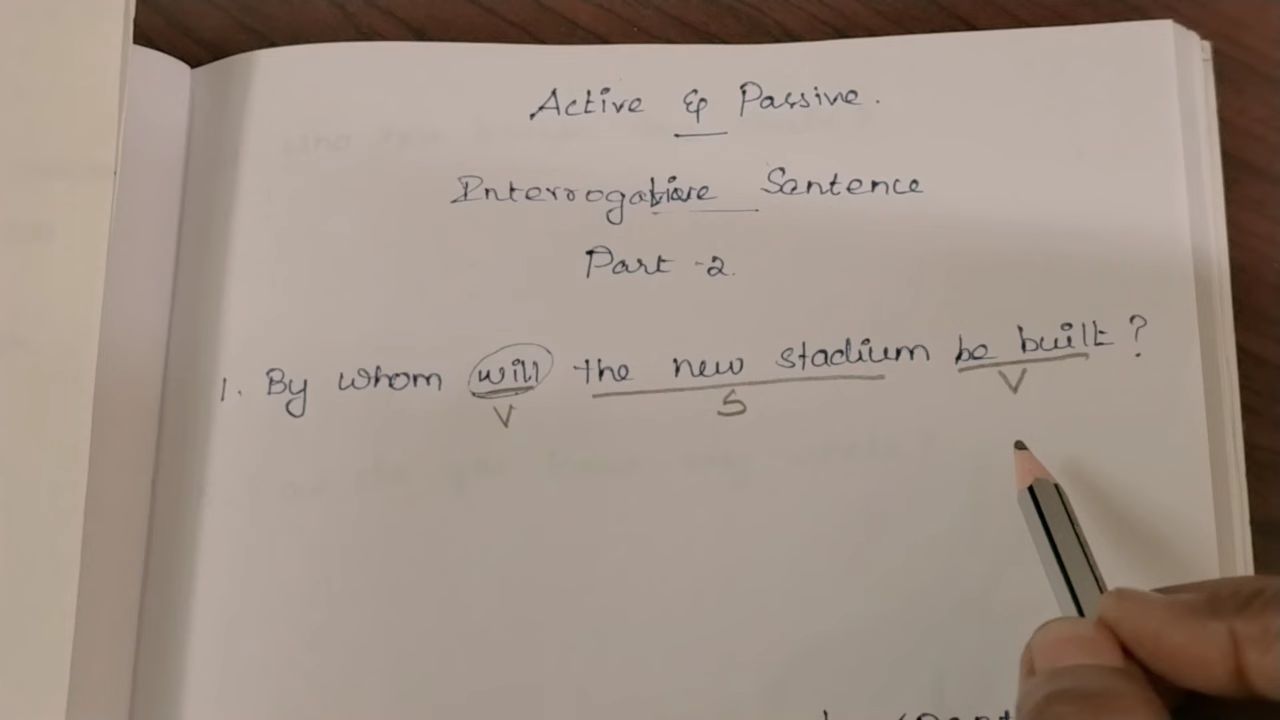 Active & Passive.
Interrogative Sentence
Part -2.
1. By whom will the new stadium be built?
V S V